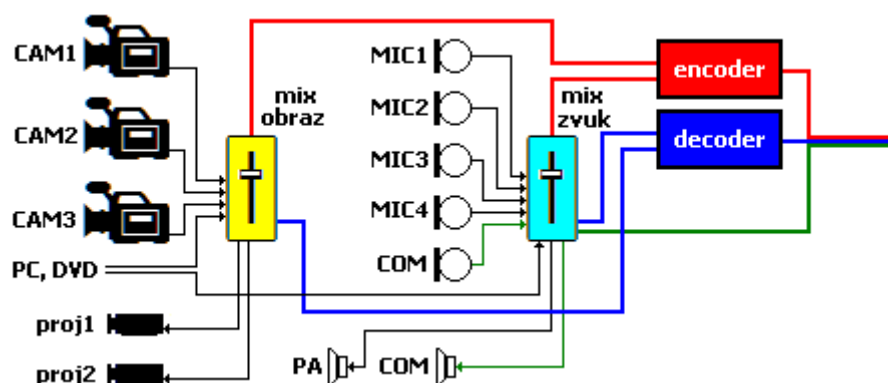 CAM1
CAM2
CAM3
PC, DVD
proj1
proj2
mix
obraz
MIC1
MIC2
MIC3
MIC4
COM
PA
COM
mix
zvuk
encoder
decoder